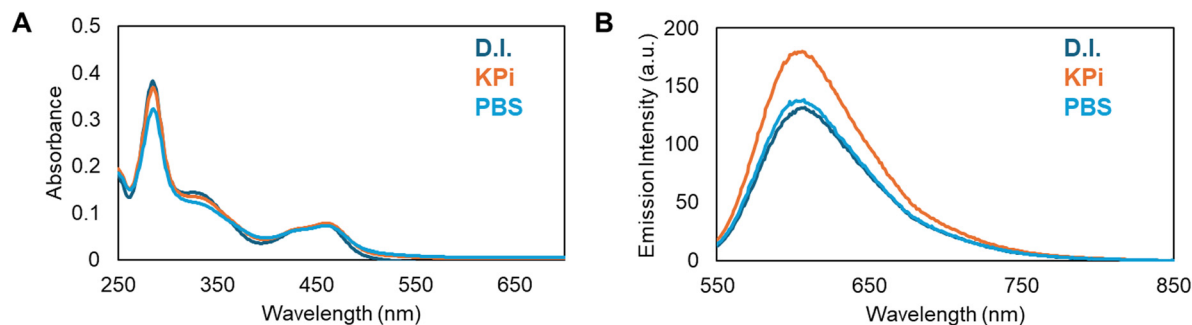 A
0.5
0.4
0.3
0.2
0.1
0
Absorbance
D.I.
KPi
PBS
250 350 450 550 650
Wavelength (nm)
B
200
150
100
50
0
Emission Intensity (a.u.)
D.I.
KPi
PBS
550 650 750 850
Wavelength (nm)